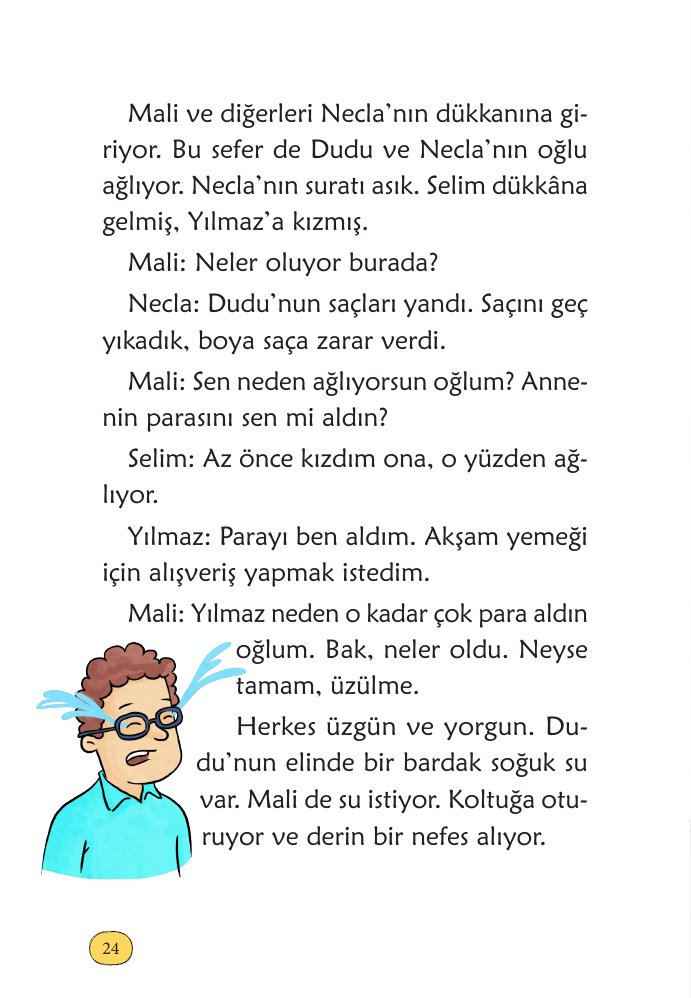 Mali ve diğerleri Necla’nın dükkanına gi-
riyor. Bu sefer de Dudu ve Necla’nın oğlu
ağlıyor. Necla’nın suratı asık. Selim dükkâna
gelmiş, Yılmaz’a kızmış.
Mali: Neler oluyor burada?
Necla: Dudu’nun saçları yandı. Saçını geç
yıkadık, boya saça zarar verdi.
Mali: Sen neden ağlıyorsun oğlum? Anne-
nin parasını sen mi aldın?
Selim: Az önce kızdım ona, o yüzden ağ-
lıyor.
Yılmaz: Parayı ben aldım. Akşam yemeği
için alışveriş yapmak istedim.
Mali: Yılmaz neden o kadar çok para aldın
oğlum. Bak, neler oldu. Neyse
tamam, üzülme.
Herkes üzgün ve yorgun. Du-
du’nun elinde bir bardak soğuk su
var. Mali de su istiyor. Koltuğa otu-
ruyor ve derin bir nefes alıyor.
24